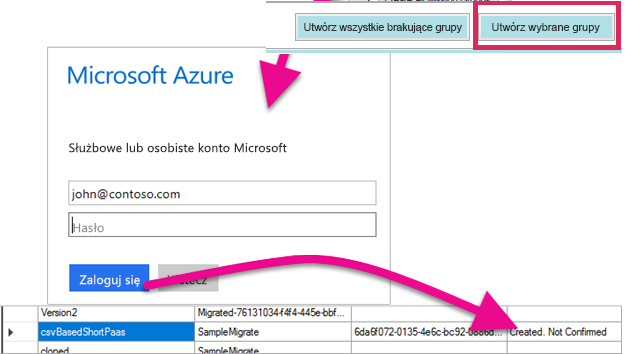 Utwórz wszystkie brakujące grupy
Utwórz wybrane grupy
Microsoft Azure
Służbowe lub osobiste konto Microsoft
john@contoso.com
Hasło
Zaloguj się
Version2 Migrated-76131034-f4f4-445e-bbf...
csvBasedShortPaas SampleMigrate 6da6f072-0135-4e6c-bc92-b886d... Created. Not Confirmed
cloned SampleMigrate